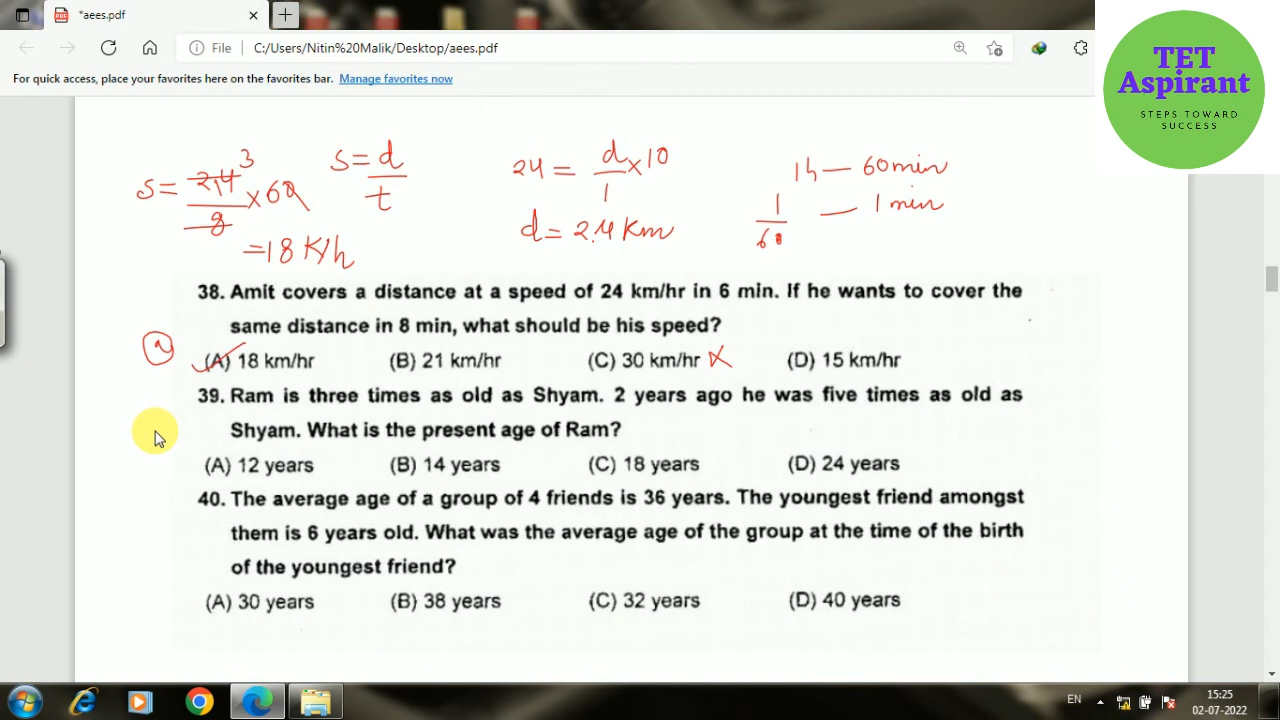 *aees.pdf
File
C:/Users/Nitin%20Malik/Desktop/aees.pdf
For quick access, place your favorites here on the favorites bar. Manage favorites now
TET
Aspirant
STEPS TOWARD
SUCCESS
s = 2.4/8 × 60
3
= 18 K/h
s = d/t
24 = d/1 × 10
d = 2.4 Km
1h — 60min
1/60 — 1 min
38. Amit covers a distance at a speed of 24 km/hr in 6 min. If he wants to cover the
same distance in 8 min, what should be his speed?
(A) 18 km/hr (B) 21 km/hr (C) 30 km/hr (D) 15 km/hr
39. Ram is three times as old as Shyam. 2 years ago he was five times as old as
Shyam. What is the present age of Ram?
(A) 12 years (B) 14 years (C) 18 years (D) 24 years
40. The average age of a group of 4 friends is 36 years. The youngest friend amongst
them is 6 years old. What was the average age of the group at the time of the birth
of the youngest friend?
(A) 30 years (B) 38 years (C) 32 years (D) 40 years
EN
15:25
02-07-2022